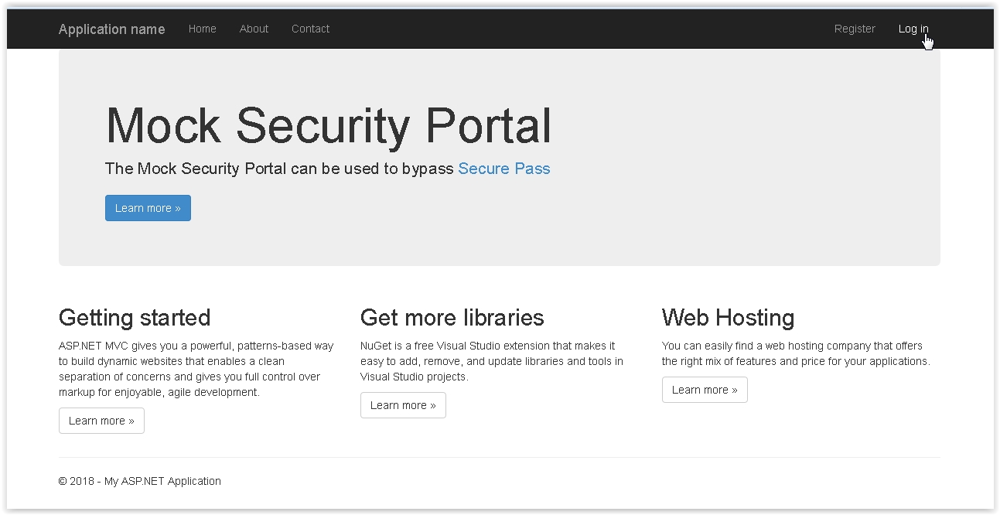 Application name Home About Contact Register Log in
Mock Security Portal
The Mock Security Portal can be used to bypass Secure Pass
Learn more »
Getting started
ASP.NET MVC gives you a powerful, patterns-based way
to build dynamic websites that enables a clean
separation of concerns and gives you full control over
markup for enjoyable, agile development.
Learn more »
Get more libraries
NuGet is a free Visual Studio extension that makes it
easy to add, remove, and update libraries and tools in
Visual Studio projects.
Learn more »
Web Hosting
You can easily find a web hosting company that offers
the right mix of features and price for your applications.
Learn more »
© 2018 - My ASP.NET Application